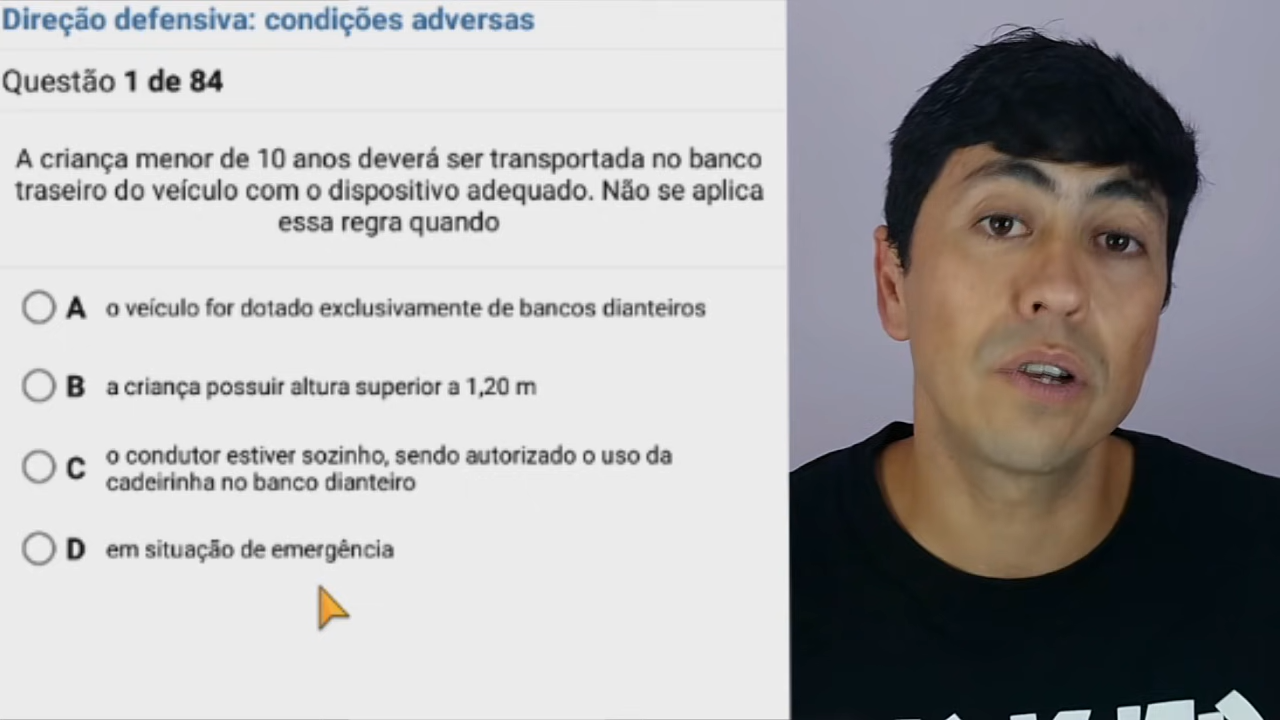 Direção defensiva: condições adversas
Questão 1 de 84
A criança menor de 10 anos deverá ser transportada no banco
traseiro do veículo com o dispositivo adequado. Não se aplica
essa regra quando
A o veículo for dotado exclusivamente de bancos dianteiros
B a criança possuir altura superior a 1,20 m
C o condutor estiver sozinho, sendo autorizado o uso da
cadeirinha no banco dianteiro
D em situação de emergência